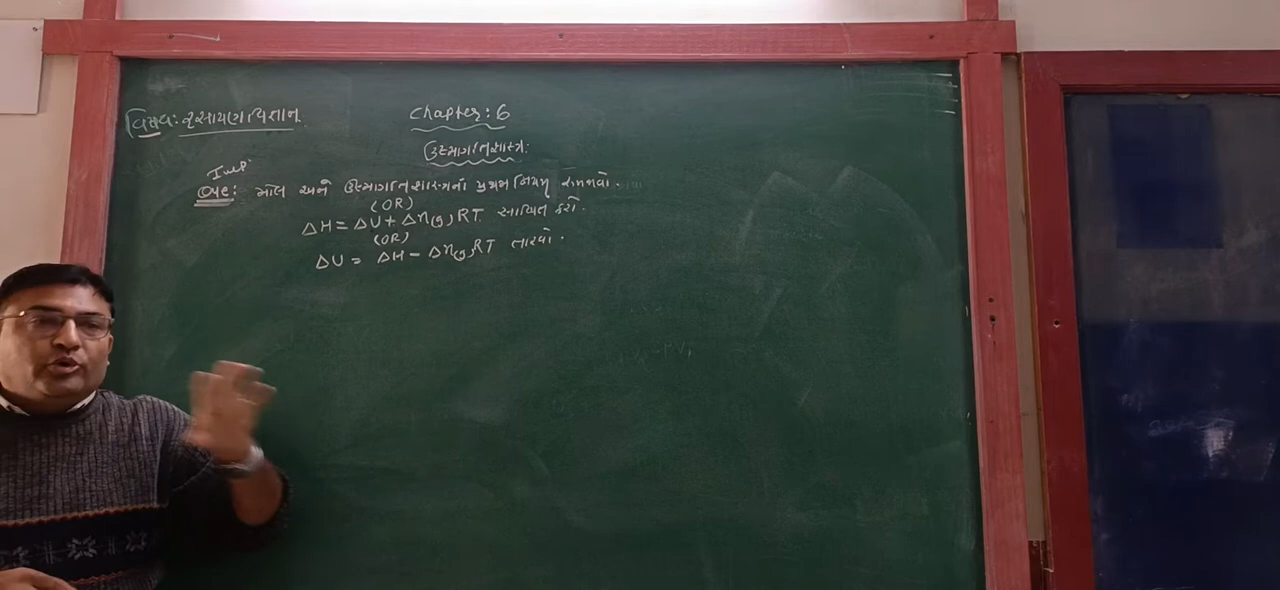 વિષય: રસાયણવિજ્ઞાન.
Chapter: 6
ઉષ્માગતિશાસ્ત્ર:
Imp
Que: મોલ અને ઉષ્માગતિશાસ્ત્રનો પ્રથમ નિયમ સમજાવો.
(OR)
ΔH = ΔU + Δn(g) RT સાબિત કરો.
(OR)
ΔU = ΔH - Δn(g) RT તારવો.